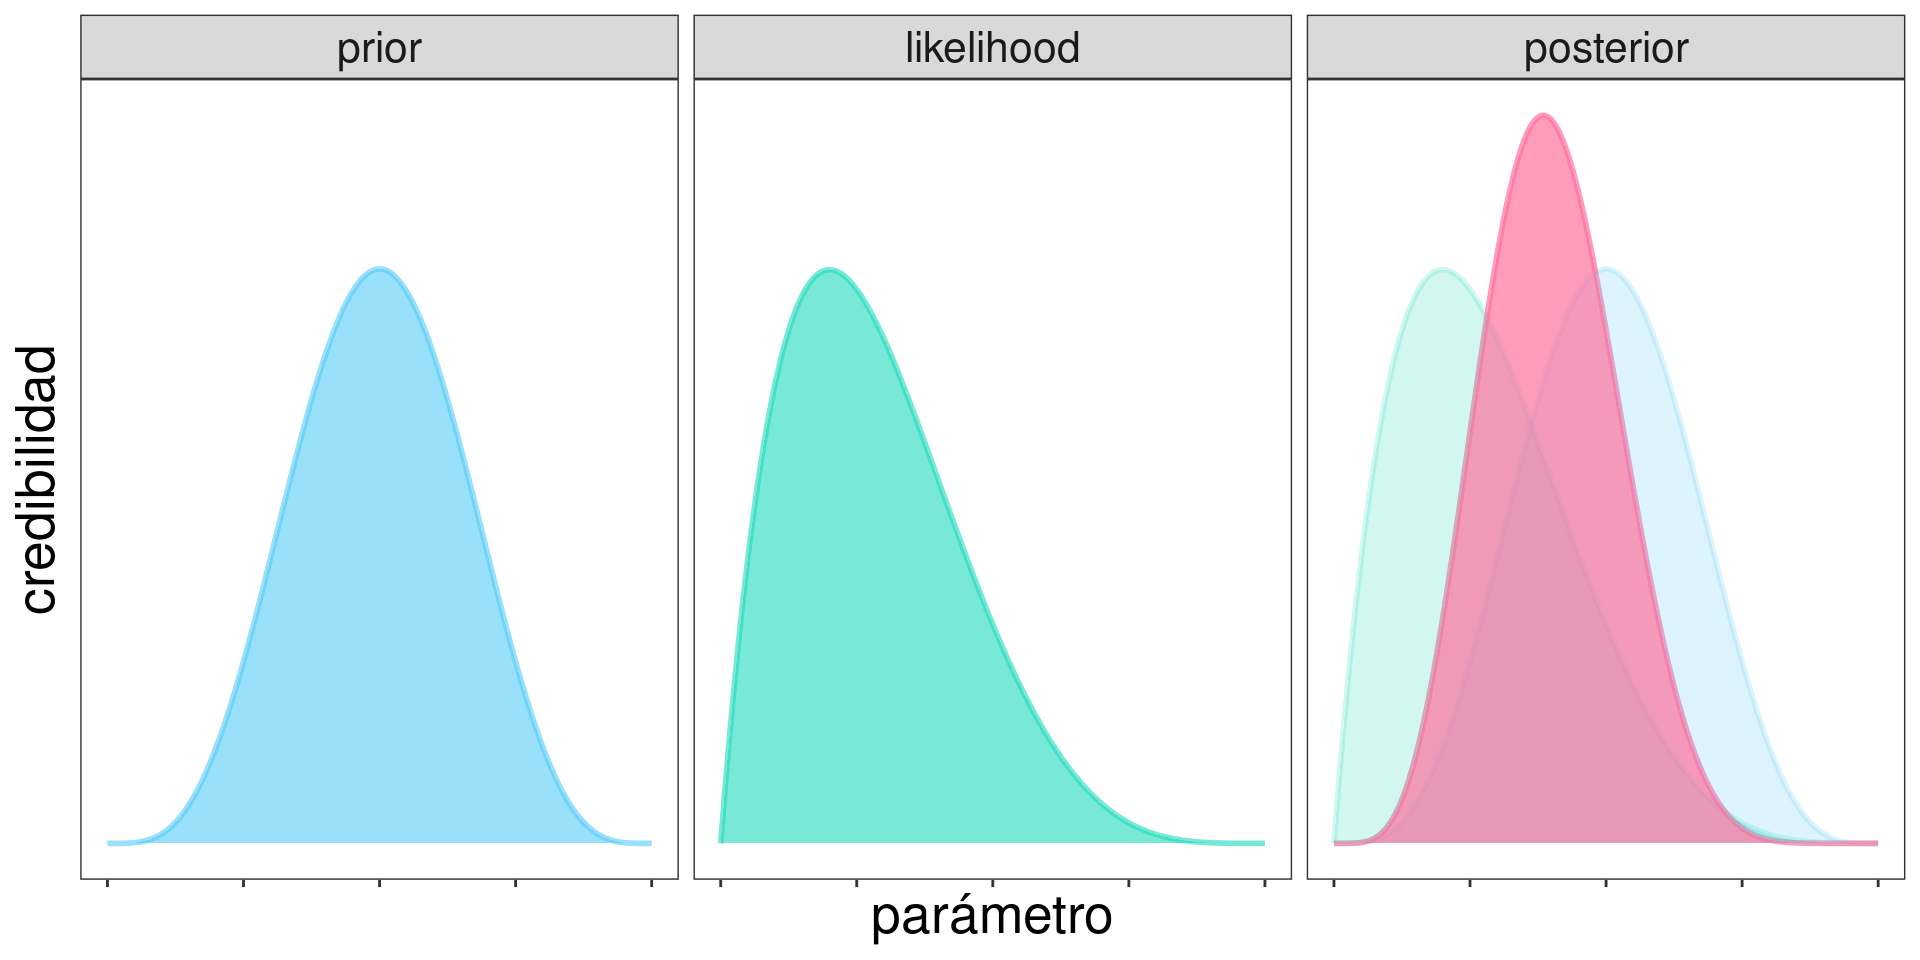 prior
likelihood
posterior
credibilidad
parámetro